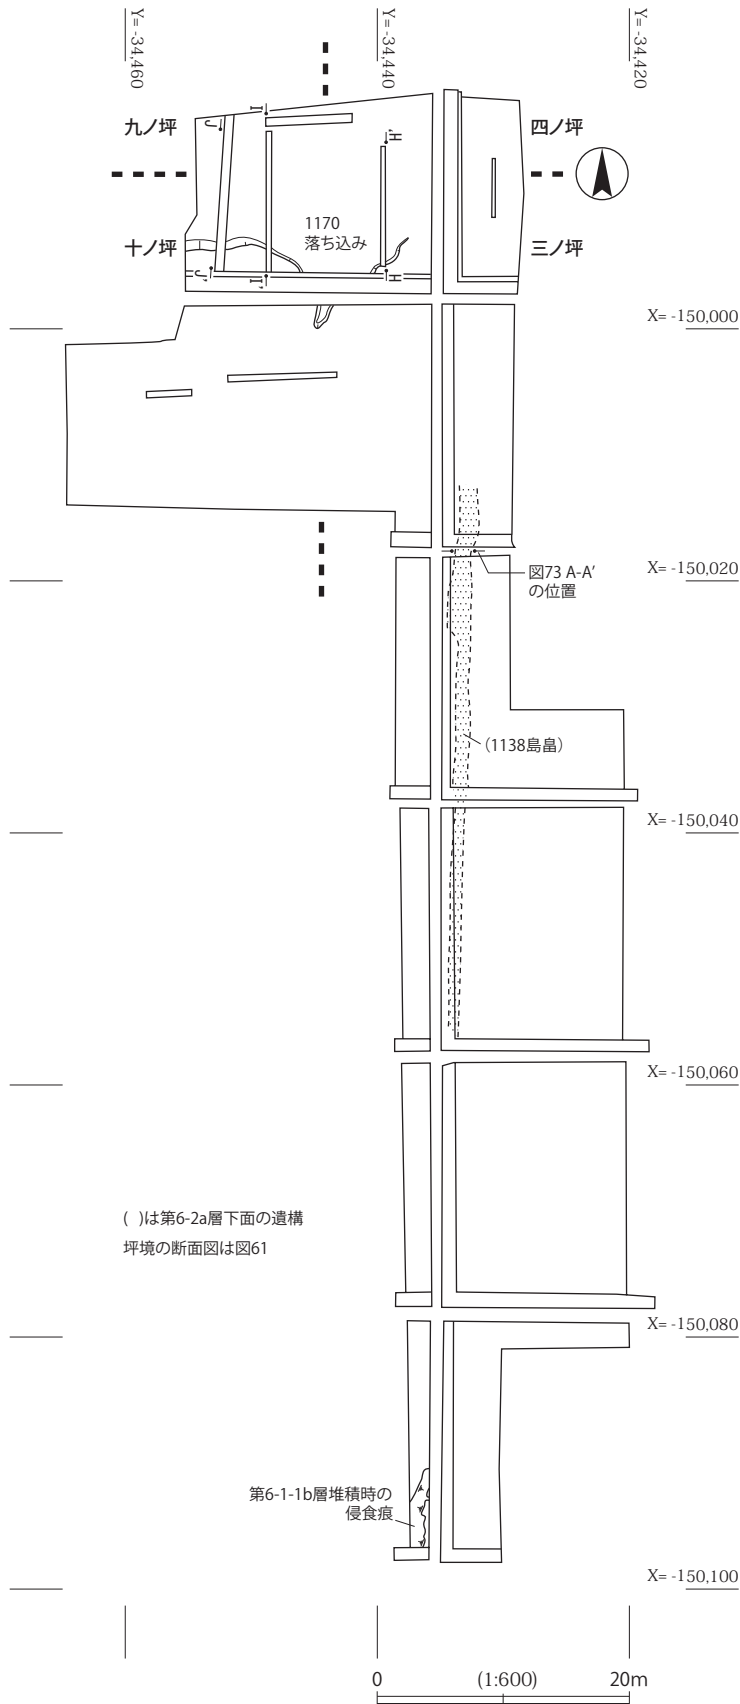 Y= -34,460
Y= -34,440
Y= -34,420
九ノ坪
四ノ坪
J
I
H'
1170
落ち込み
十ノ坪
三ノ坪
J'
I'
H
X= -150,000
図73 A-A'
の位置
X= -150,020
(1138島畠)
X= -150,040
X= -150,060
( )は第6-2a層下面の遺構
坪境の断面図は図61
X= -150,080
第6-1-1b層堆積時の
侵食痕
X= -150,100
0 (1:600) 20m